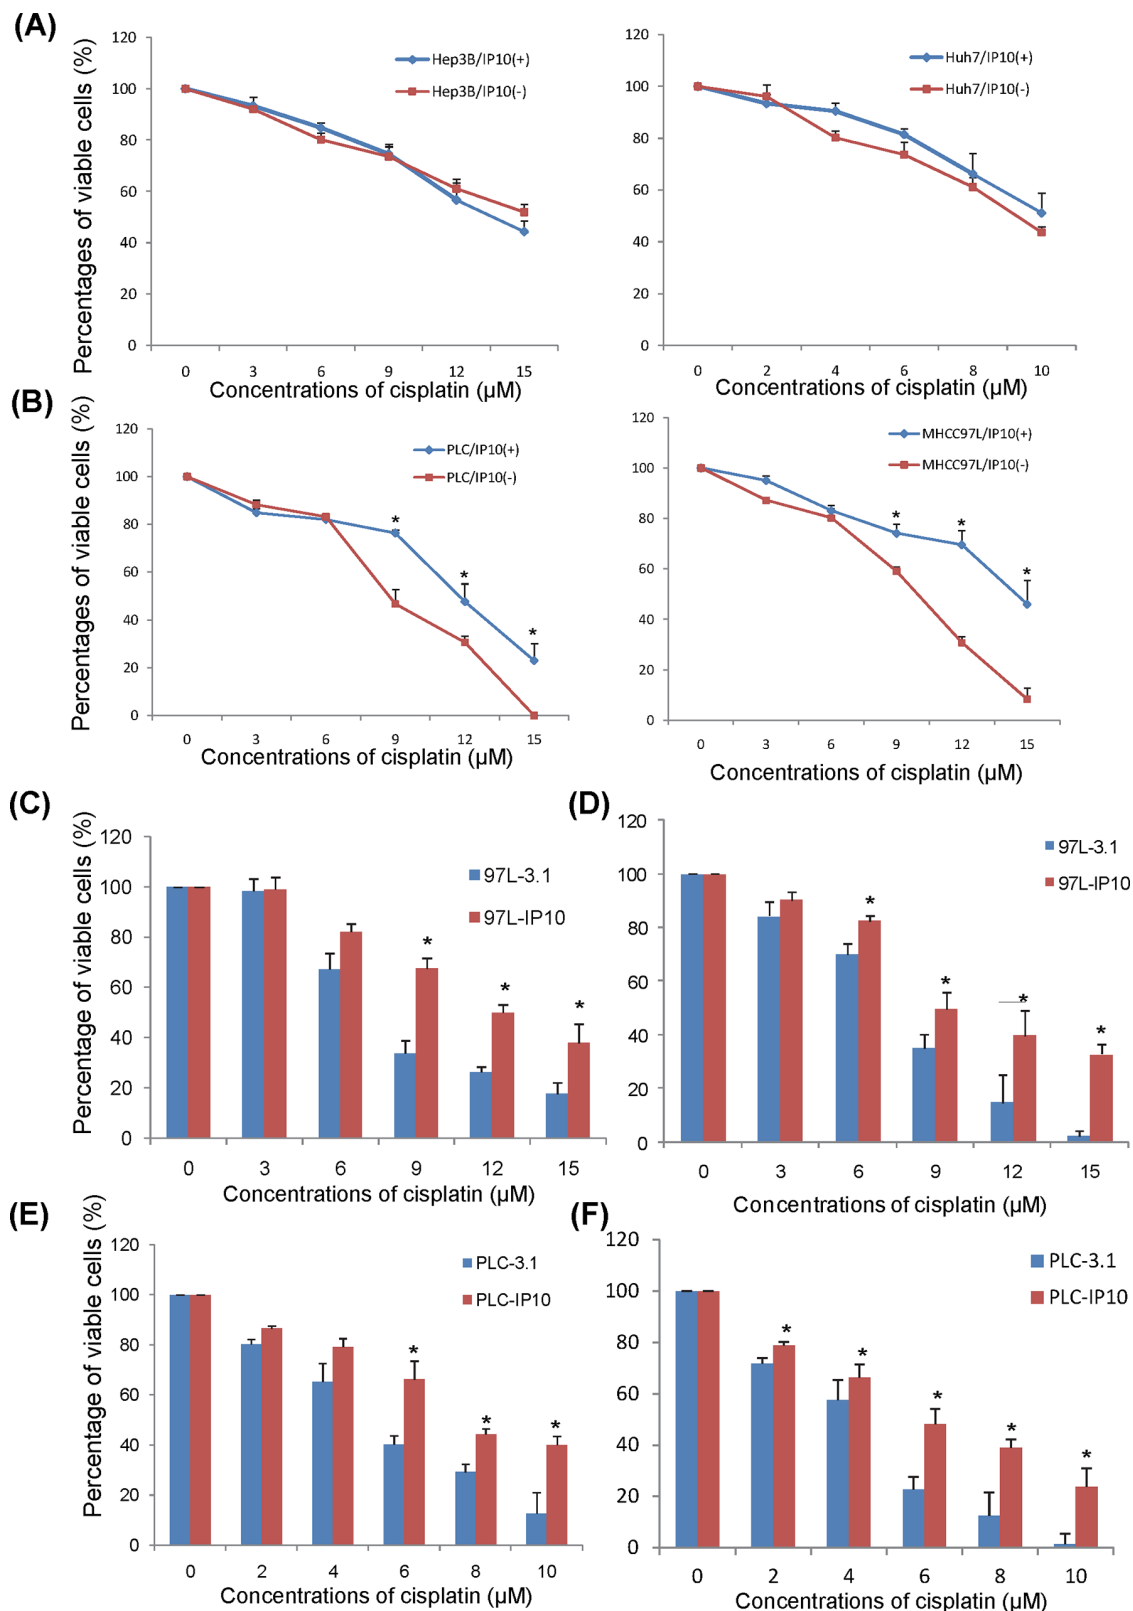 (A)
Percentages of viable cells (%)
120
100
80
60
40
20
0
0 3 6 9 12 15
Concentrations of cisplatin (µM)
Hep3B/IP10(+)
Hep3B/IP10(-)
120
100
80
60
40
20
0
0 2 4 6 8 10
Concentrations of cisplatin (µM)
Huh7/IP10(+)
Huh7/IP10(-)
(B)
Percentages of viable cells (%)
120
100
80
60
40
20
0
0 3 6 9 12 15
Concentrations of cisplatin (µM)
PLC/IP10(+)
PLC/IP10(-)
* * *
120
100
80
60
40
20
0
0 3 6 9 12 15
Concentrations of cisplatin (µM)
MHCC97L/IP10(+)
MHCC97L/IP10(-)
* * *
(C)
Percentage of viable cells (%)
120
100
80
60
40
20
0
0 3 6 9 12 15
Concentrations of cisplatin (µM)
97L-3.1
97L-IP10
* * *
(D)
120
100
80
60
40
20
0
0 3 6 9 12 15
Concentrations of cisplatin (µM)
97L-3.1
97L-IP10
* * * *
(E)
Percentage of viable cells (%)
120
100
80
60
40
20
0
0 2 4 6 8 10
Concentrations of cisplatin (µM)
PLC-3.1
PLC-IP10
* * *
(F)
120
100
80
60
40
20
0
0 2 4 6 8 10
Concentrations of cisplatin (µM)
PLC-3.1
PLC-IP10
* * * * *